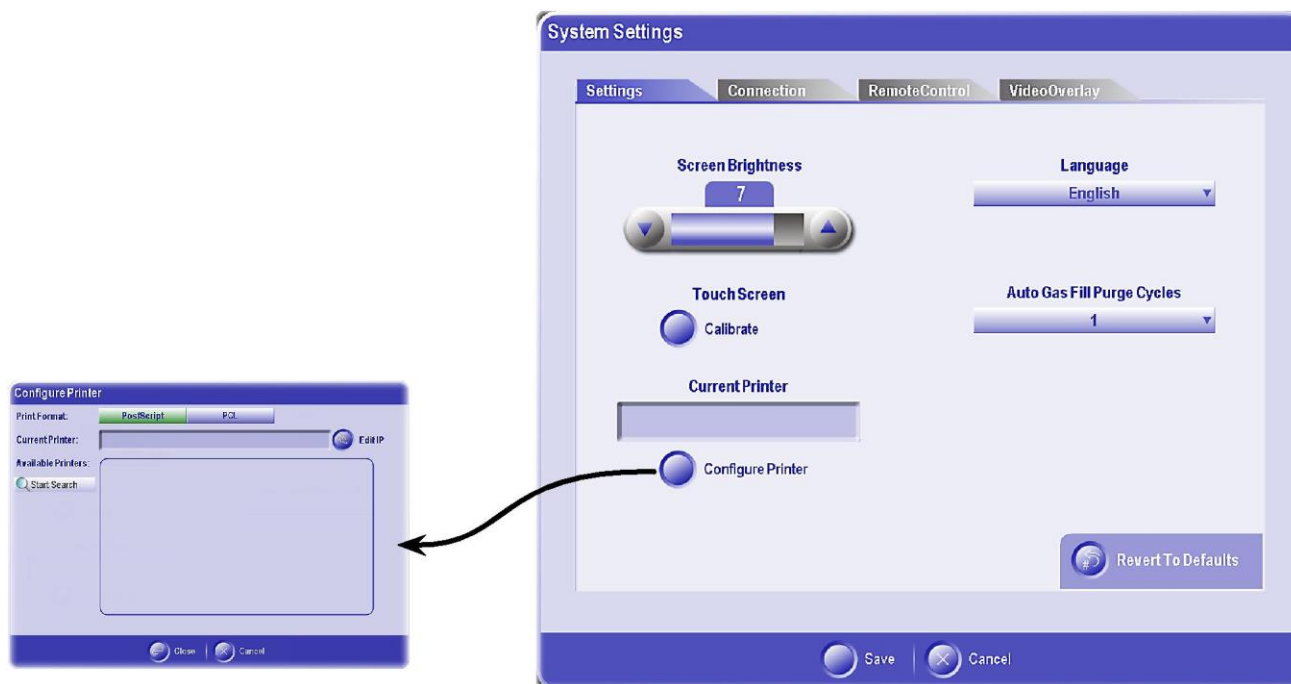 System Settings
Settings
Connection
RemoteControl
VideoOverlay
Screen Brightness
7
Language
English
Touch Screen
Calibrate
Auto Gas Fill Purge Cycles
1
Current Printer
Configure Printer
Revert To Defaults
Save
Cancel
Configure Printer
Print Format:
PostScript
PCL
Current Printer:
Edit IP
Available Printers:
Start Search
Close
Cancel